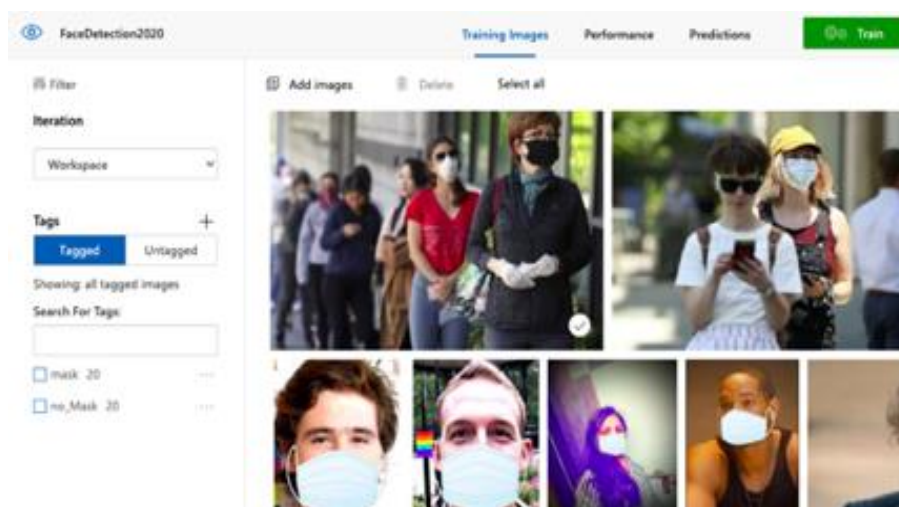 FaceDetection2020
Training Images
Performance
Predictions
Train
Filter
Add images
Delete
Select all
Iteration
Workspace
Tags +
Tagged
Untagged
Showing: all tagged images
Search For Tags:
mask 20 ...
no_Mask 20 ...